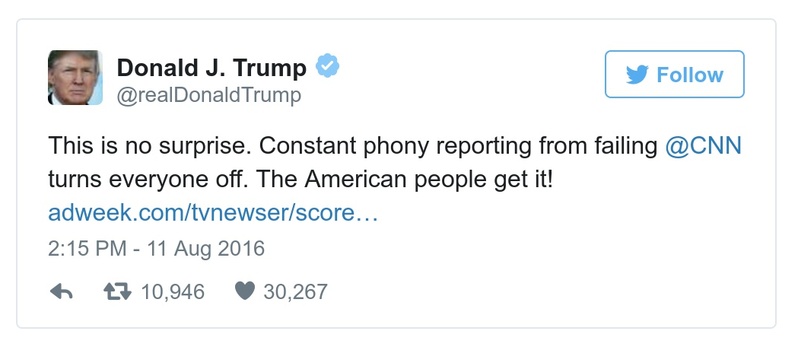 Donald J. Trump
Follow
@realDonaldTrump
This is no surprise. Constant phony reporting from failing @CNN
turns everyone off. The American people get it!
adweek.com/tvnewser/score…
2:15 PM - 11 Aug 2016
10,946 30,267